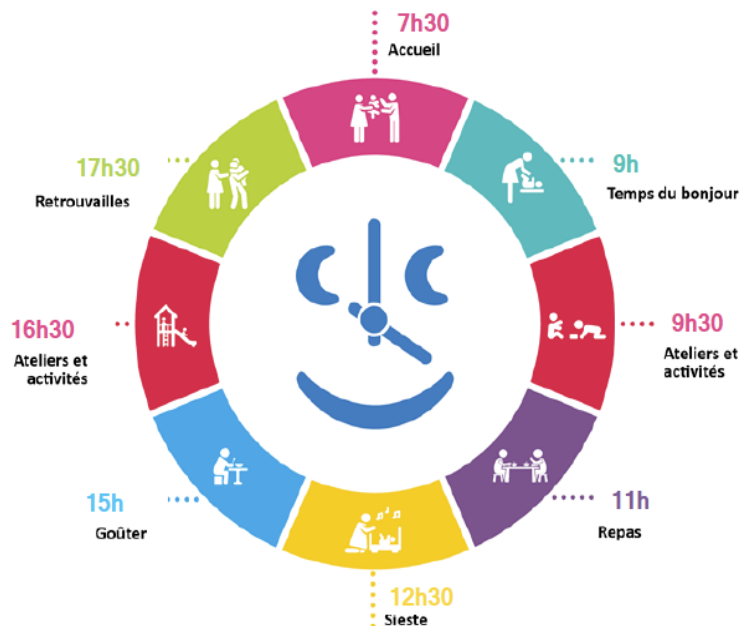 7h30
Accueil
9h
Temps du bonjour
9h30
Ateliers et
activités
11h
Repas
12h30
Sieste
15h
Goûter
16h30
Ateliers et
activités
17h30
Retrouvailles